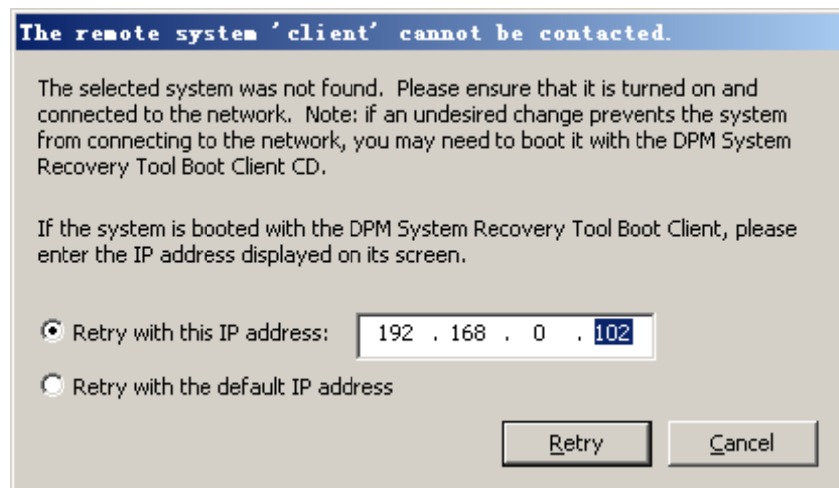 The remote system 'client' cannot be contacted.
The selected system was not found. Please ensure that it is turned on and
connected to the network. Note: if an undesired change prevents the system
from connecting to the network, you may need to boot it with the DPM System
Recovery Tool Boot Client CD.
If the system is booted with the DPM System Recovery Tool Boot Client, please
enter the IP address displayed on its screen.
Retry with this IP address: 192 . 168 . 0 . 102
Retry with the default IP address
Retry Cancel